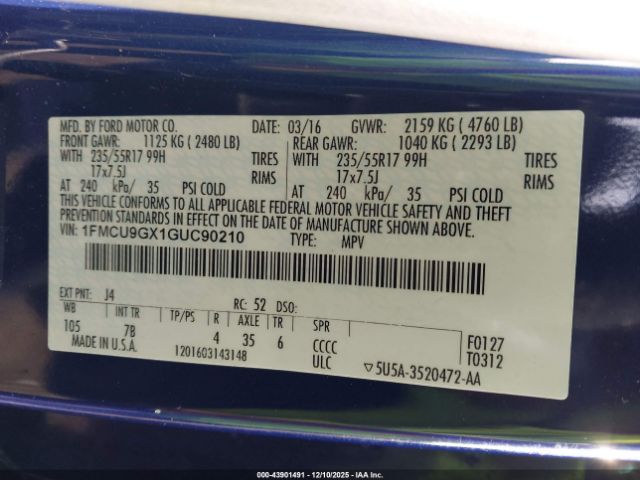 MFD. BY FORD MOTOR CO. DATE: 03/16 GVWR: 2159 KG ( 4760 LB)
FRONT GAWR: 1125 KG ( 2480 LB) REAR GAWR: 1040 KG ( 2293 LB)
WITH 235/55R17 99H TIRES WITH 235/55R17 99H TIRES
17x7.5J RIMS 17x7.5J RIMS
AT 240 kPa/ 35 PSI COLD AT 240 kPa/ 35 PSI COLD
THIS VEHICLE CONFORMS TO ALL APPLICABLE FEDERAL MOTOR VEHICLE SAFETY AND THEFT
PREVENTION STANDARDS IN EFFECT ON THE DATE OF MANUFACTURE SHOWN ABOVE.
VIN: 1FMCU9GX1GUC90210 TYPE: MPV
EXT PNT: J4 RC: 52 DSO:
WB INT TR TP/PS R AXLE TR SPR
105 7B 4 35 6 CCCC F0127
MADE IN U.S.A. 1201603143148 ULC T0312
▽5U5A-3520472-AA
000-43901491 - 12/10/2025 - IAA Inc.